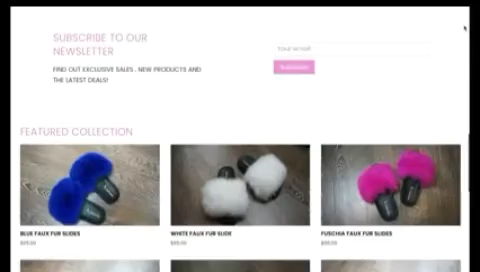 SUBSCRIBE TO OUR
NEWSLETTER
FIND OUT EXCLUSIVE SALES , NEW PRODUCTS AND
THE LATEST DEALS!
FEATURED COLLECTION
BLUE FAUX FUR SLIDES
WHITE FAUX FUR SLIDE
FUSCHIA FAUX FUR SLIDES